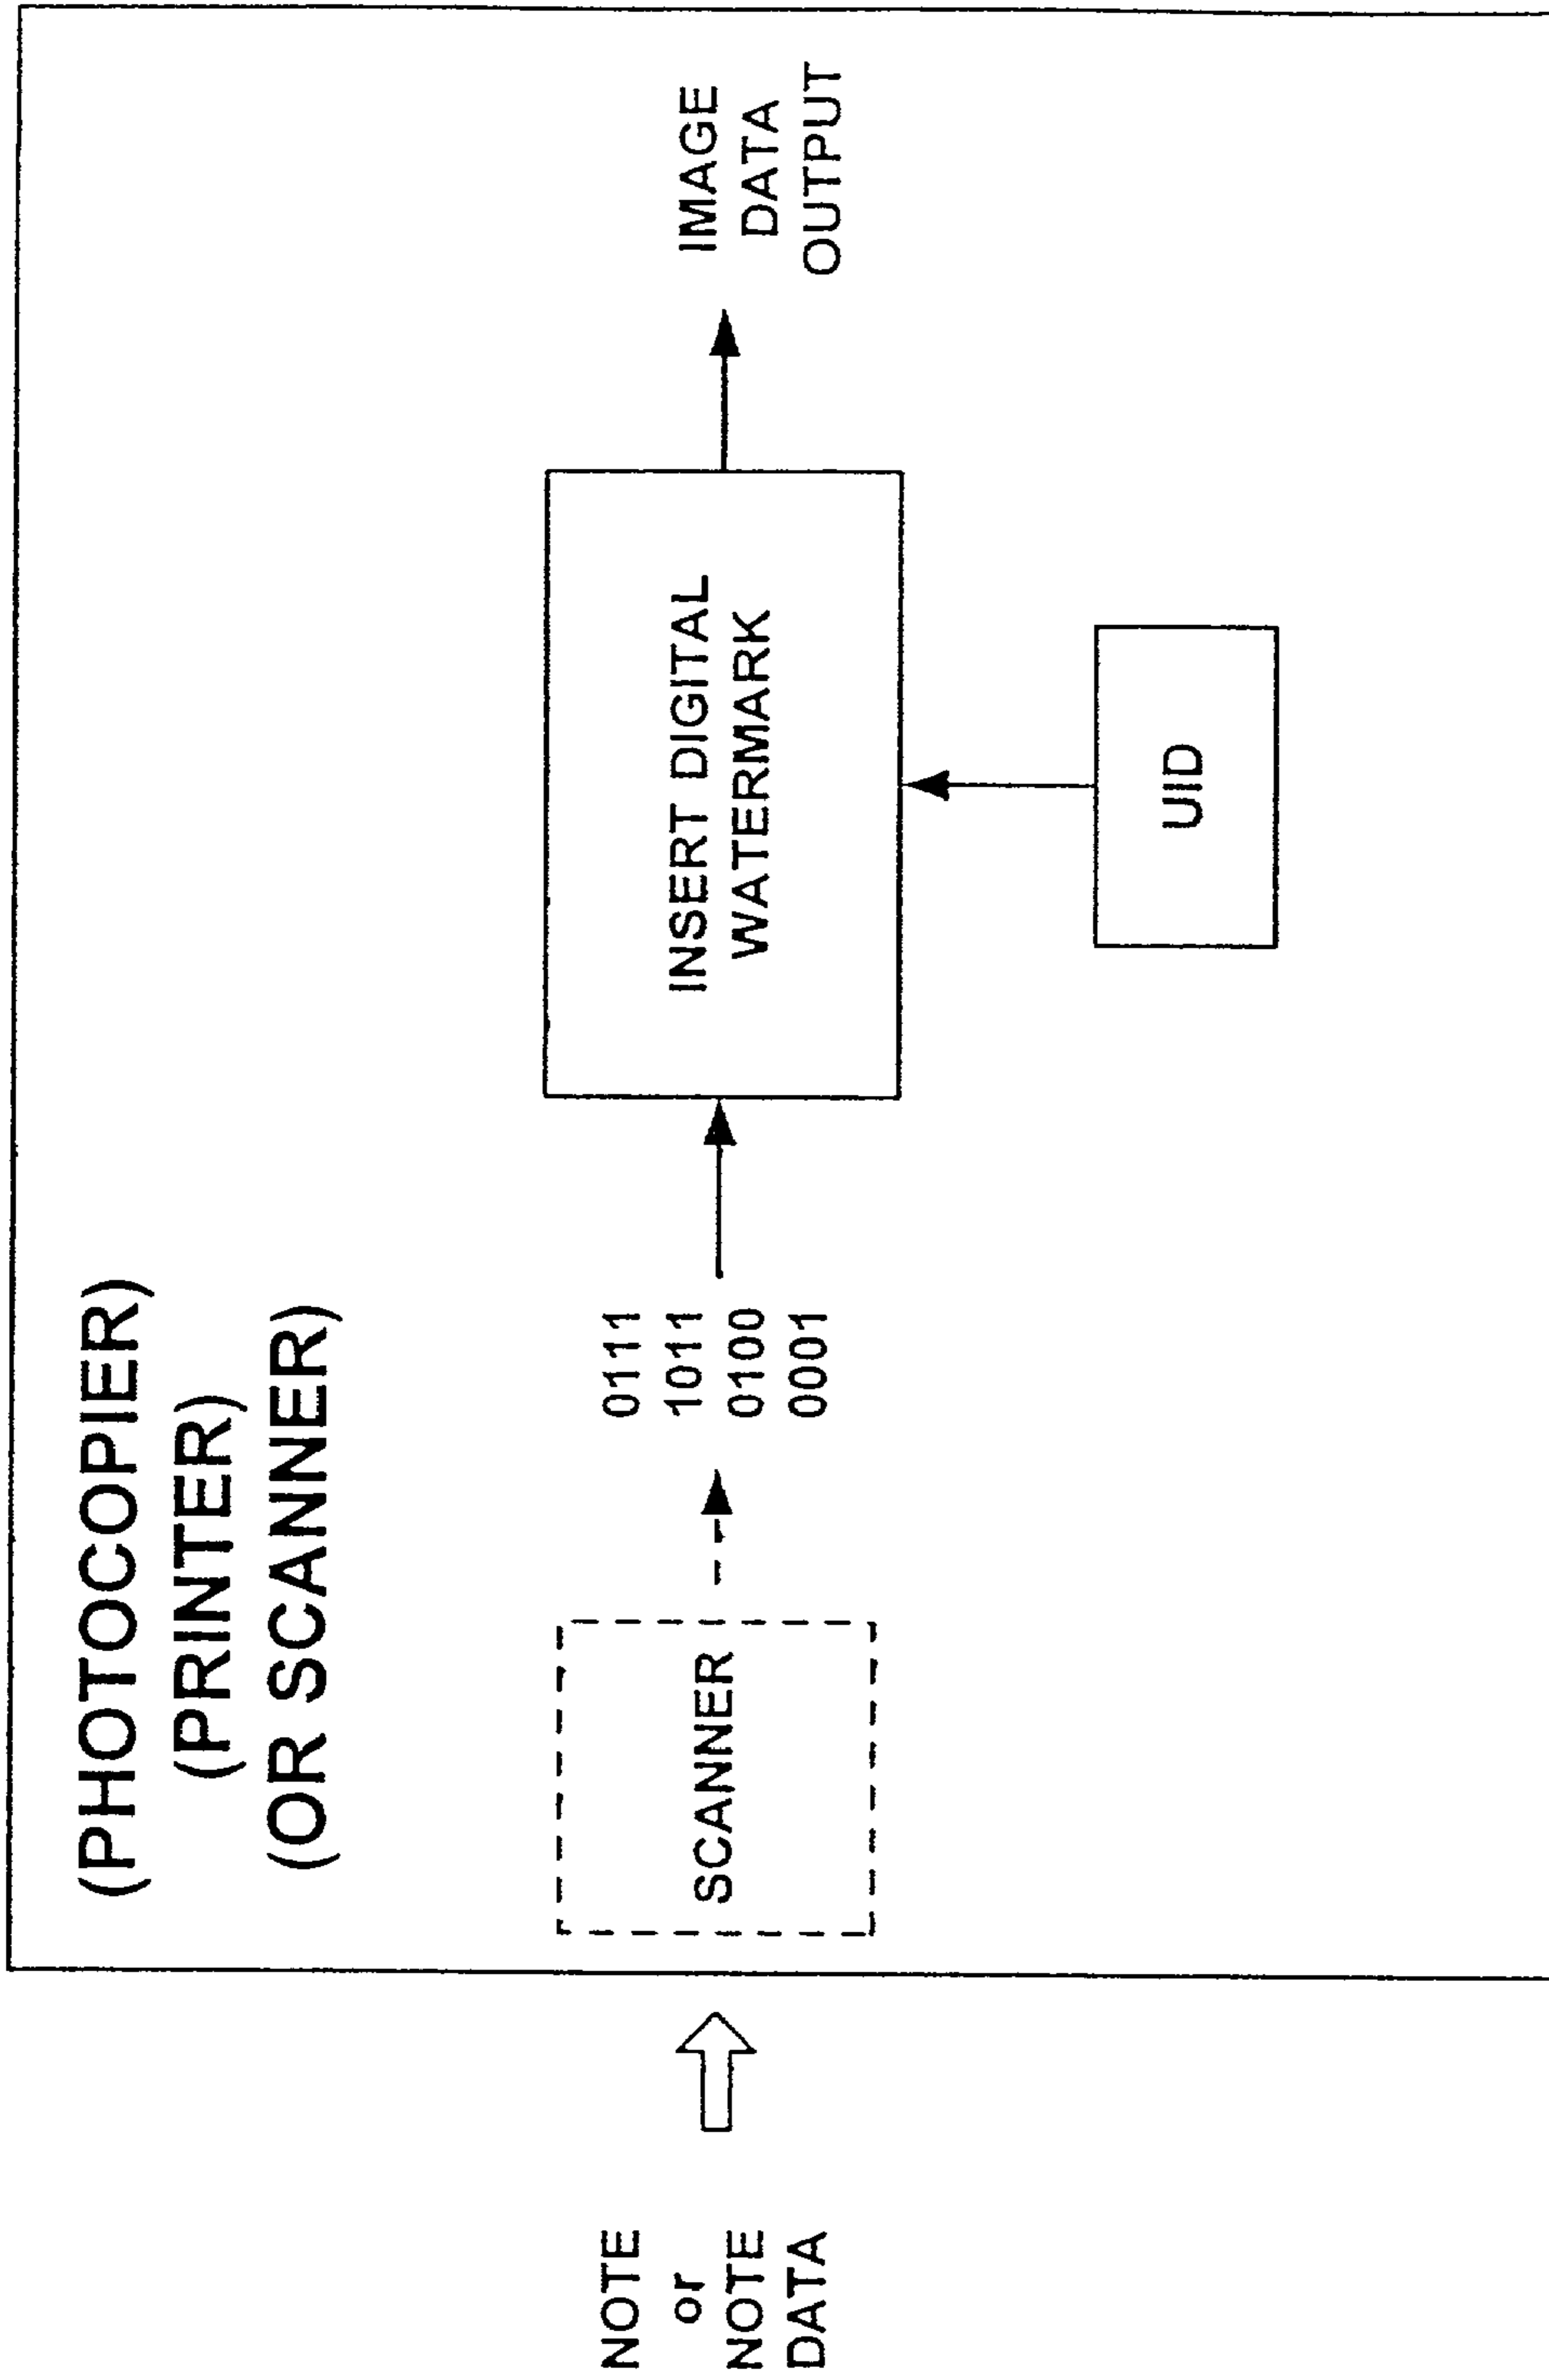 (PHOTOCOPIER)
(PRINTER)
(OR SCANNER)
NOTE
or
NOTE
DATA
SCANNER
0111
1011
0100
0001
INSERT DIGITAL
WATERMARK
IMAGE
DATA
OUTPUT
UID